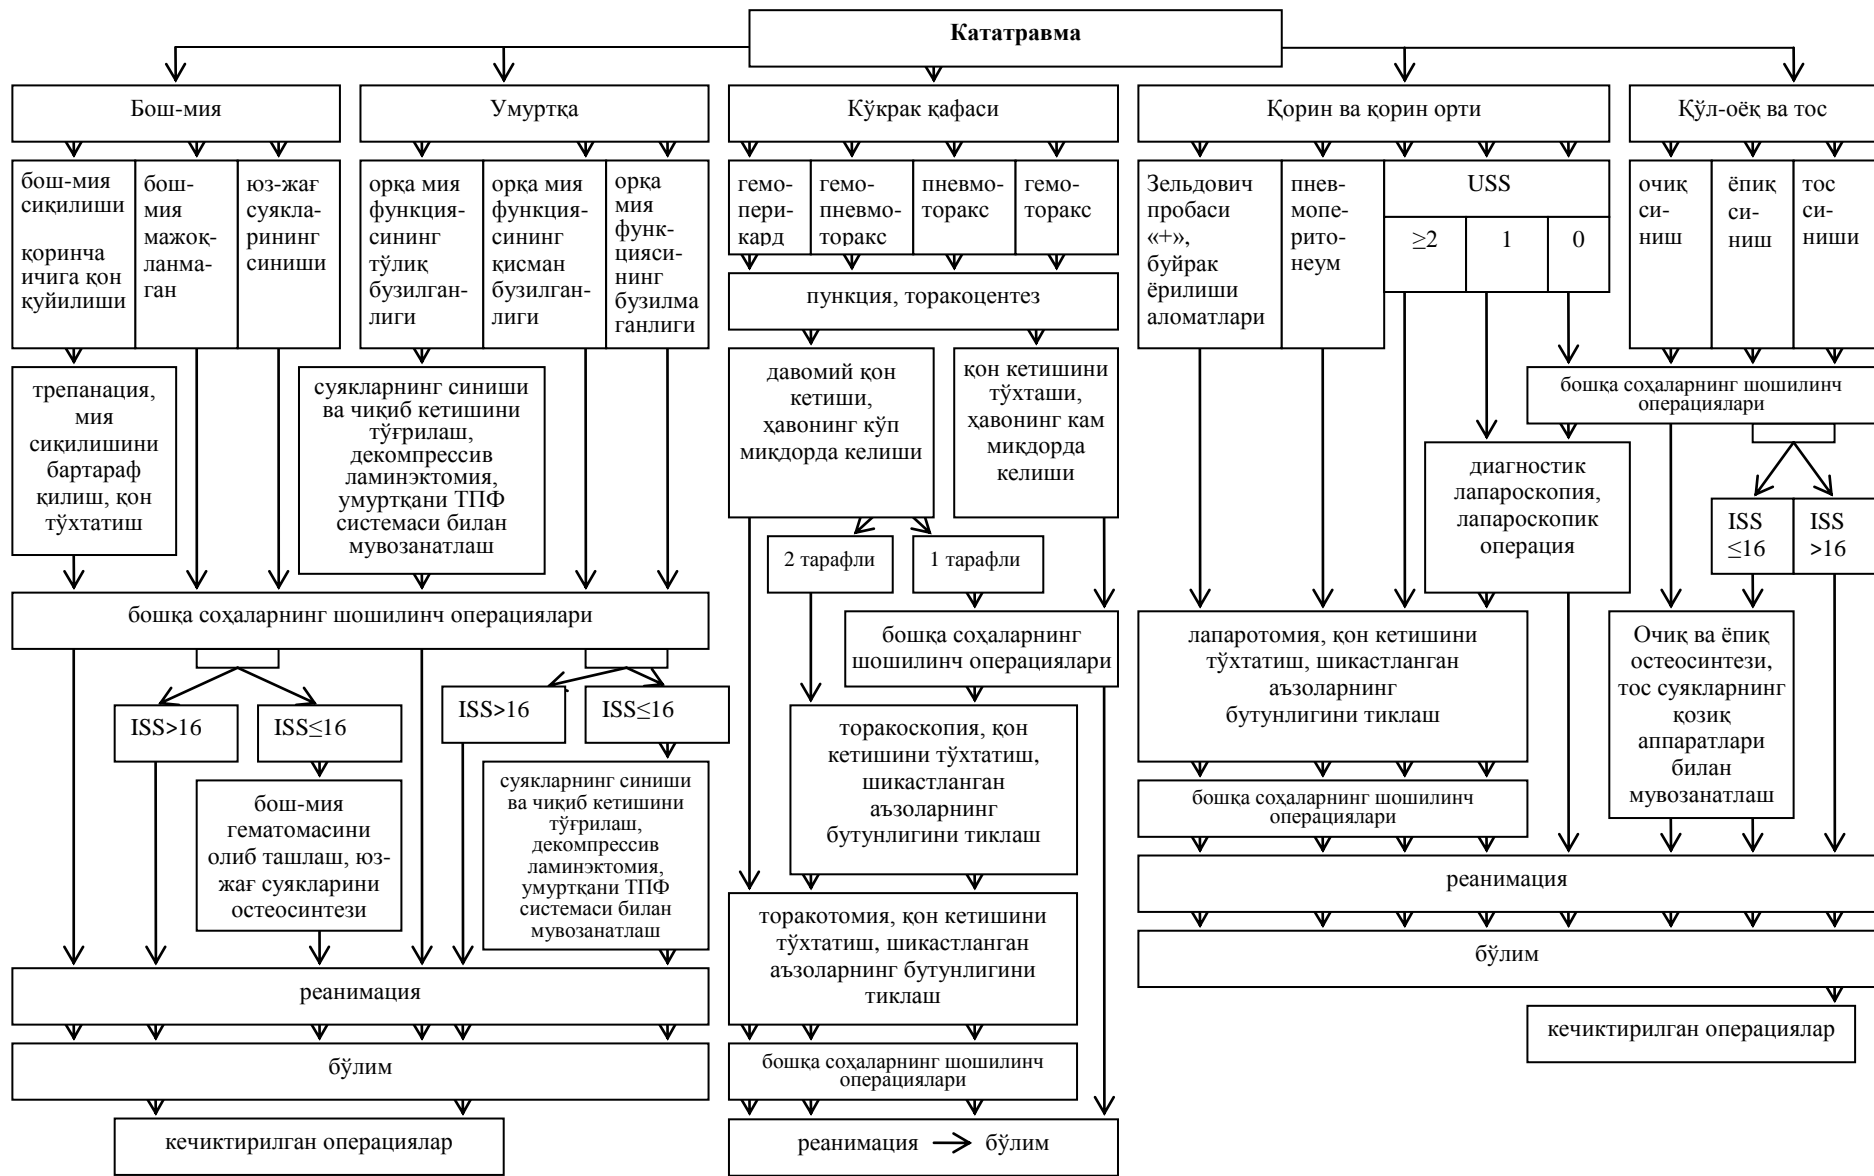 Кататравма
Бош-мия
Умуртқа
Кўкрак қафаси
Қорин ва қорин орти
Қўл-оёқ ва тос
бош-мия
сиқилиши
қоринча
ичига қон
қуйилиши
бош-
мия
мажоқ-
ланма-
ган
юз-жағ
суякла-
рининг
синиши
орқа мия
функция-
сининг
тўлиқ
бузилган-
лиги
орқа мия
функция-
сининг
қисман
бузилган-
лиги
орқа
мия
функ-
цияси-
нинг
бузилма
ганлиги
гемо-
пери-
кард
гемо-
пневмо-
торакс
пневмо-
торакс
гемо-
торакс
Зельдович
пробаси
«+»,
буйрак
ёрилиши
аломатлари
пнев-
мопе-
рито-
неум
USS
≥2
1
0
очиқ
си-
ниш
ёпиқ
си-
ниш
тос
си-
ниши
пункция, торакоцентез
трепанация,
мия
сиқилишини
бартараф
қилиш, қон
тўхтатиш
суякларнинг синиши
ва чиқиб кетишини
тўғрилаш,
декомпрессив
ламинэктомия,
умуртқани ТПФ
системаси билан
мувозанатлаш
давомий қон
кетиши,
ҳавонинг кўп
миқдорда келиши
қон кетишини
тўхташи,
ҳавонинг кам
миқдорда
келиши
бошқа соҳаларнинг шошилинч
операциялари
диагностик
лапароскопия,
лапароскопик
операция
ISS
≤16
ISS
>16
2 тарафли
1 тарафли
бошқа соҳаларнинг шошилинч операциялари
бошқа соҳаларнинг
шошилинч операциялари
лапаротомия, қон кетишини
тўхтатиш, шикастланган
аъзоларнинг
бутунлигини тиклаш
Очиқ ва ёпиқ
остеосинтези,
тос суякларнинг
қозиқ
аппаратлари
билан
мувозанатлаш
ISS>16
ISS≤16
ISS>16
ISS≤16
торакоскопия, қон
кетишини тўхтатиш,
шикастланган
аъзоларнинг
бутунлигини тиклаш
суякларнинг синиши
ва чиқиб кетишини
тўғрилаш,
декомпрессив
ламинэктомия,
умуртқани ТПФ
системаси билан
мувозанатлаш
бош-мия
гематомасини
олиб ташлаш, юз-
жағ суякларини
остеосинтези
бошқа соҳаларнинг шошилинч
операциялари
реанимация
торакотомия, қон кетишини
тўхтатиш, шикастланган
аъзоларнинг бутунлигини
тиклаш
бўлим
реанимация
кечиктирилган операциялар
бўлим
бошқа соҳаларнинг шошилинч
операциялари
кечиктирилган операциялар
реанимация → бўлим